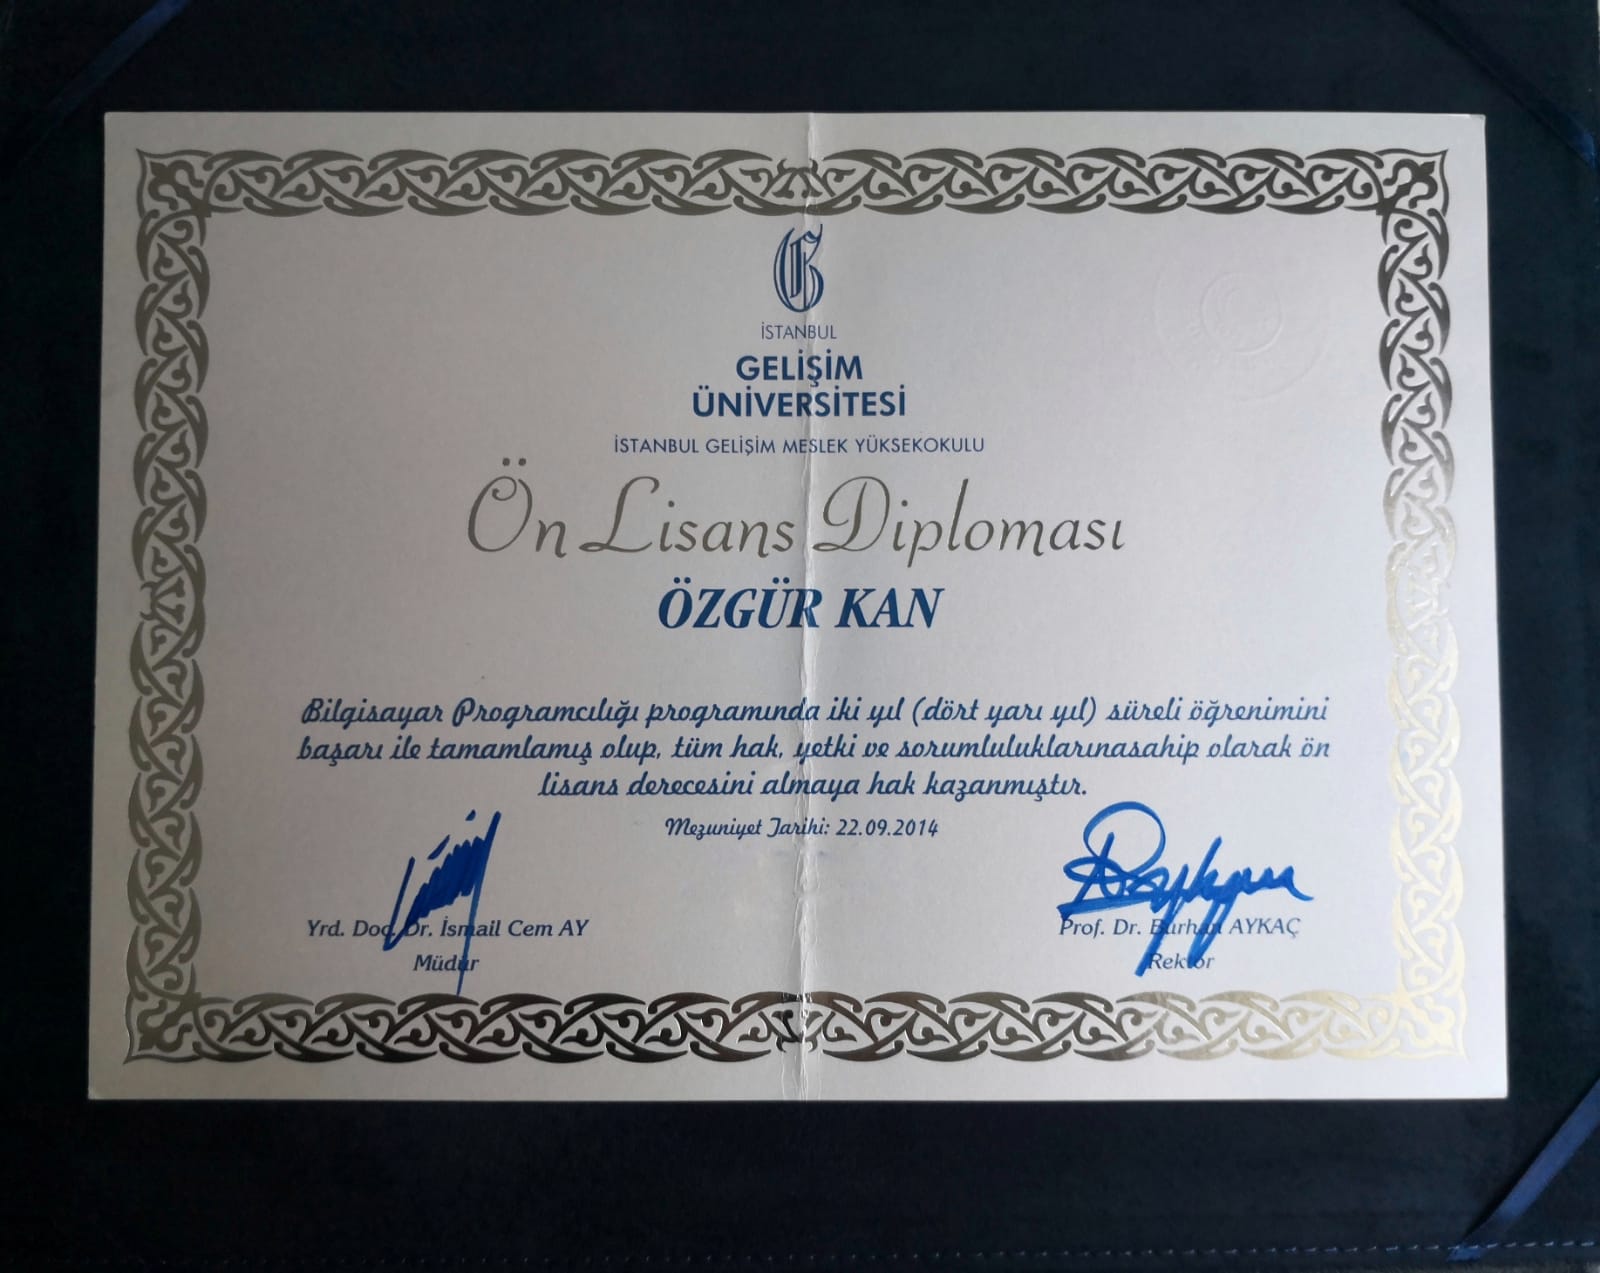 İSTANBUL
GELİŞİM
ÜNİVERSİTESİ
İSTANBUL GELİŞİM MESLEK YÜKSEKOKULU
Ön Lisans Diploması
ÖZGÜR KAN
Bilgisayar Programcılığı programında iki yıl (dört yarı yıl) süreli öğrenimini
başarı ile tamamlamış olup, tüm hak, yetki ve sorumluluklarınasahip olarak ön
lisans derecesini almaya hak kazanmıştır.
Mezuniyet Tarihi: 22.09.2014
Yrd. Doç. Dr. İsmail Cem AY
Müdür
Prof. Dr. Burhan AYKAÇ
Rektör